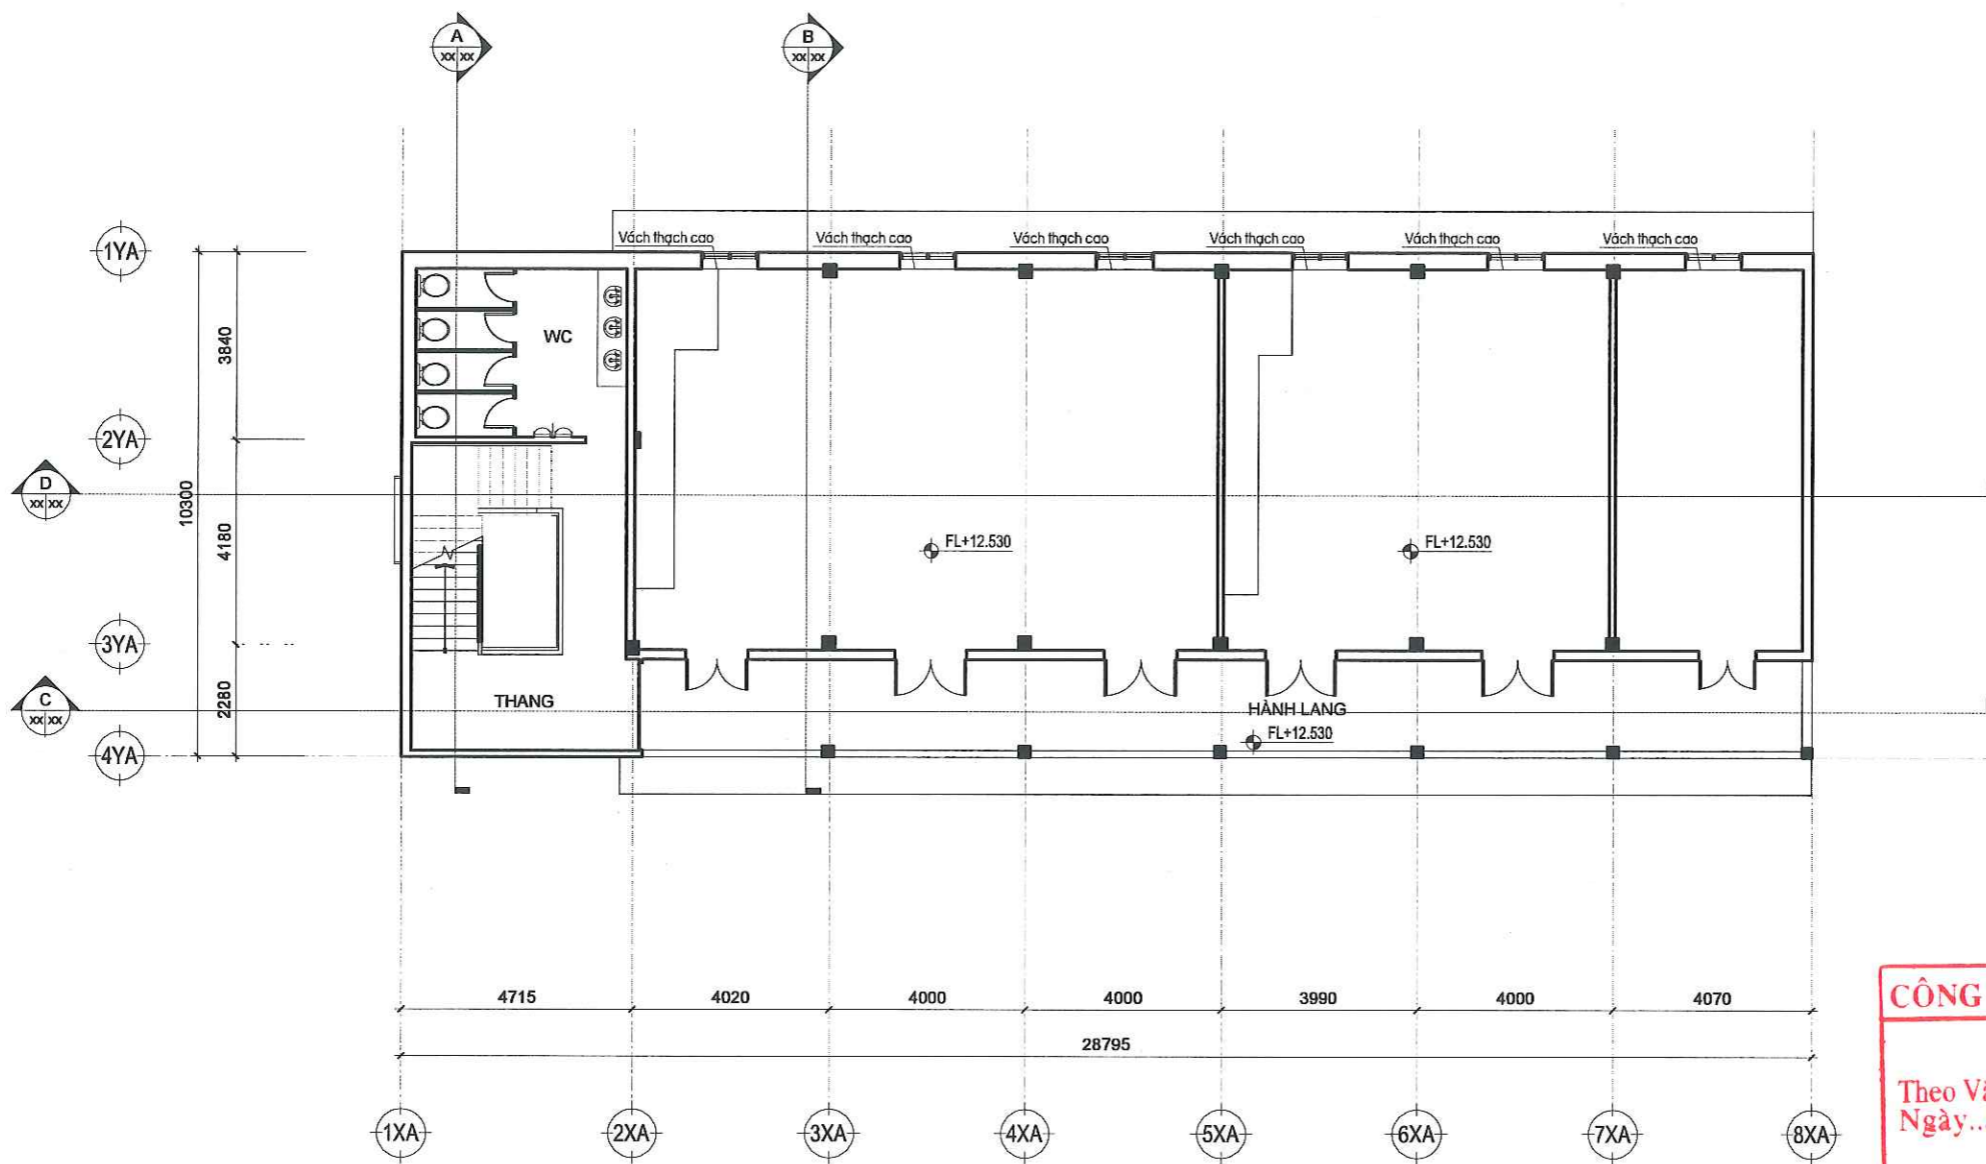 A
xx xx
B
xx xx
Vách thạch cao
Vách thạch cao
Vách thạch cao
Vách thạch cao
Vách thạch cao
Vách thạch cao
1YA
3840
WC
2YA
D
xx xx
10300
4180
FL+12.530
FL+12.530
3YA
2280
C
xx xx
THANG
HÀNH LANG
FL+12.530
4YA
4715
4020
4000
4000
3990
4000
4070
28795
CÔNG
Theo
Ngày...
1XA
2XA
3XA
4XA
5XA
6XA
7XA
8XA